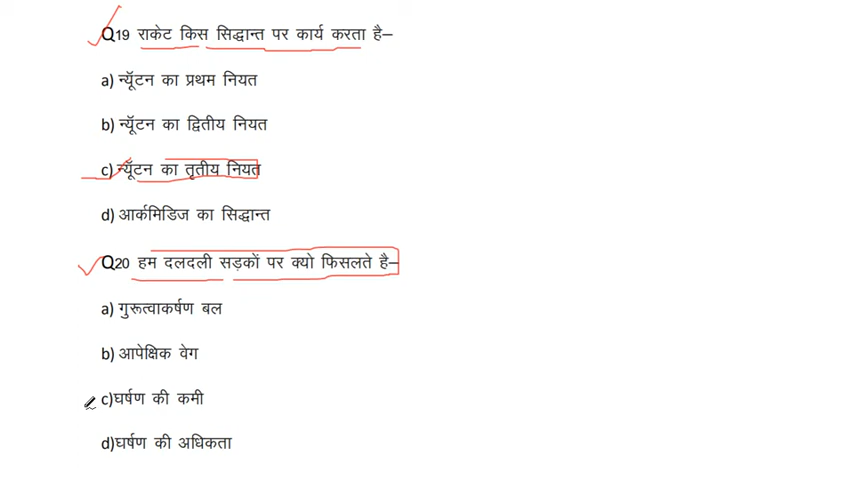 Q19 राकेट किस सिद्धान्त पर कार्य करता है–
a) न्यूॅटन का प्रथम नियत
b) न्यूॅटन का द्वितीय नियत
c) न्यूॅटन का तृतीय नियत
d) आर्कमिडिज का सिद्धान्त
Q20 हम दलदली सड़कों पर क्यो फिसलते है–
a) गुरूत्वाकर्षण बल
b) आपेक्षिक वेग
c)घर्षण की कमी
d)घर्षण की अधिकता